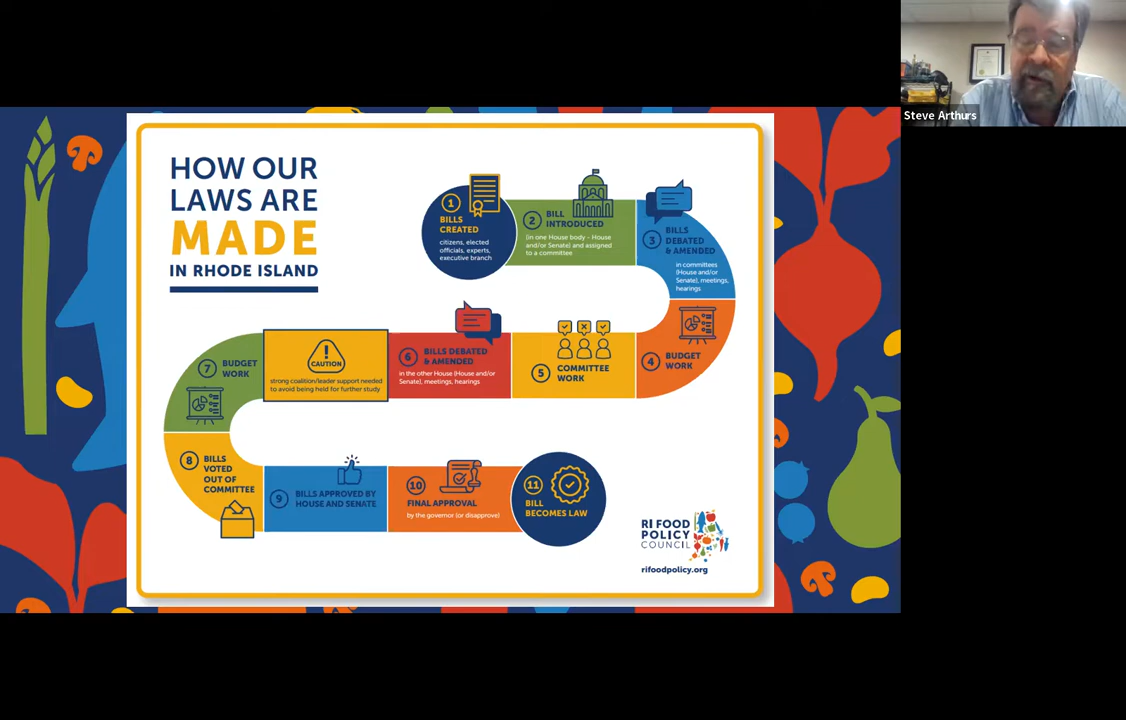 Steve Arthurs
HOW OUR
LAWS ARE
MADE
IN RHODE ISLAND
1
BILLS
CREATED
citizens, elected
officials, experts,
executive branch
2
BILL
INTRODUCED
(in one House body - House
and/or Senate) and assigned
to a committee
3
BILLS
DEBATED
& AMENDED
in committees
(House and/or
Senate), meetings,
hearings
4
BUDGET
WORK
5
COMMITTEE
WORK
6
BILLS DEBATED
& AMENDED
in the other House (House and/or
Senate), meetings, hearings
!
CAUTION
strong coalition/leader support needed
to avoid being held for further study
7
BUDGET
WORK
8
BILLS
VOTED
OUT OF
COMMITTEE
9
BILLS APPROVED BY
HOUSE AND SENATE
10
FINAL APPROVAL
by the governor (or disapprove)
11
BILL
BECOMES LAW
RI FOOD
POLICY
COUNCIL
rifoodpolicy.org